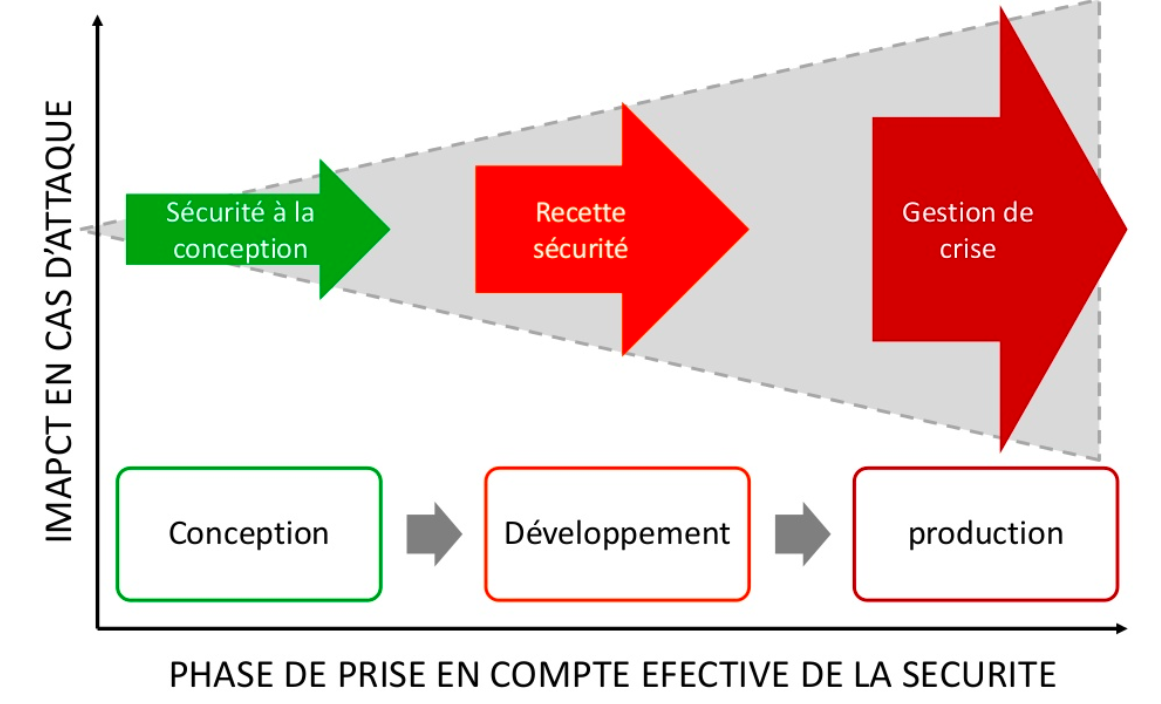 IMAPCT EN CAS D'ATTAQUE
Sécurité à la
conception
Recette
sécurité
Gestion de
crise
Conception
Développement
production
PHASE DE PRISE EN COMPTE EFECTIVE DE LA SECURITE